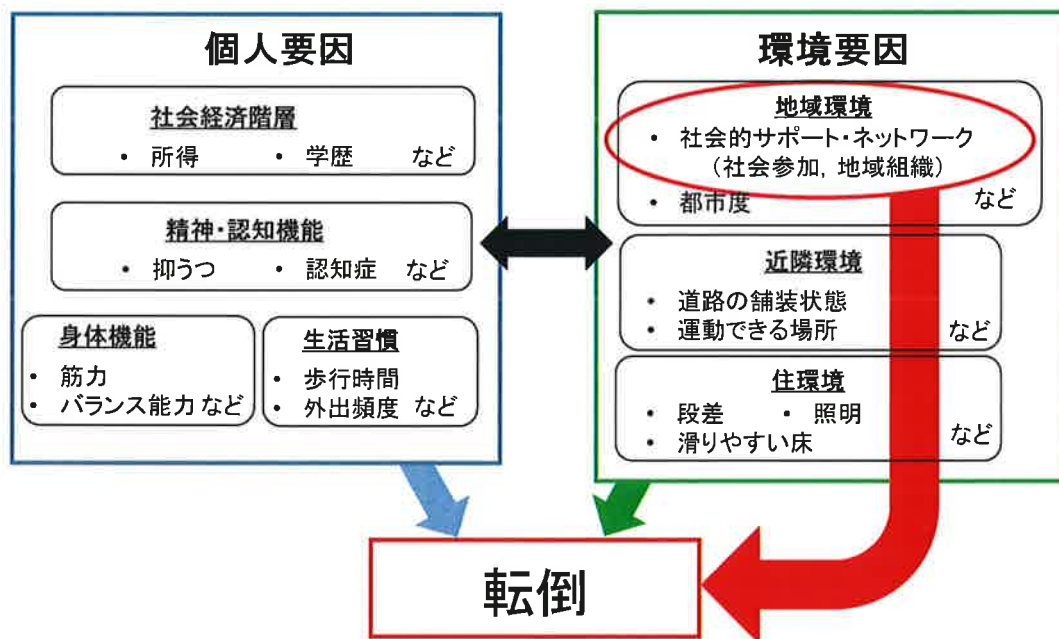 個人要因
社会経済階層
・ 所得 ・ 学歴 など
精神・認知機能
・ 抑うつ ・ 認知症 など
身体機能
・ 筋力
・ バランス能力 など
生活習慣
・ 歩行時間
・ 外出頻度 など
環境要因
地域環境
・ 社会的サポート・ネットワーク
(社会参加, 地域組織)
・ 都市度 など
近隣環境
・ 道路の舗装状態
・ 運動できる場所 など
住環境
・ 段差 ・ 照明
・ 滑りやすい床 など
転倒